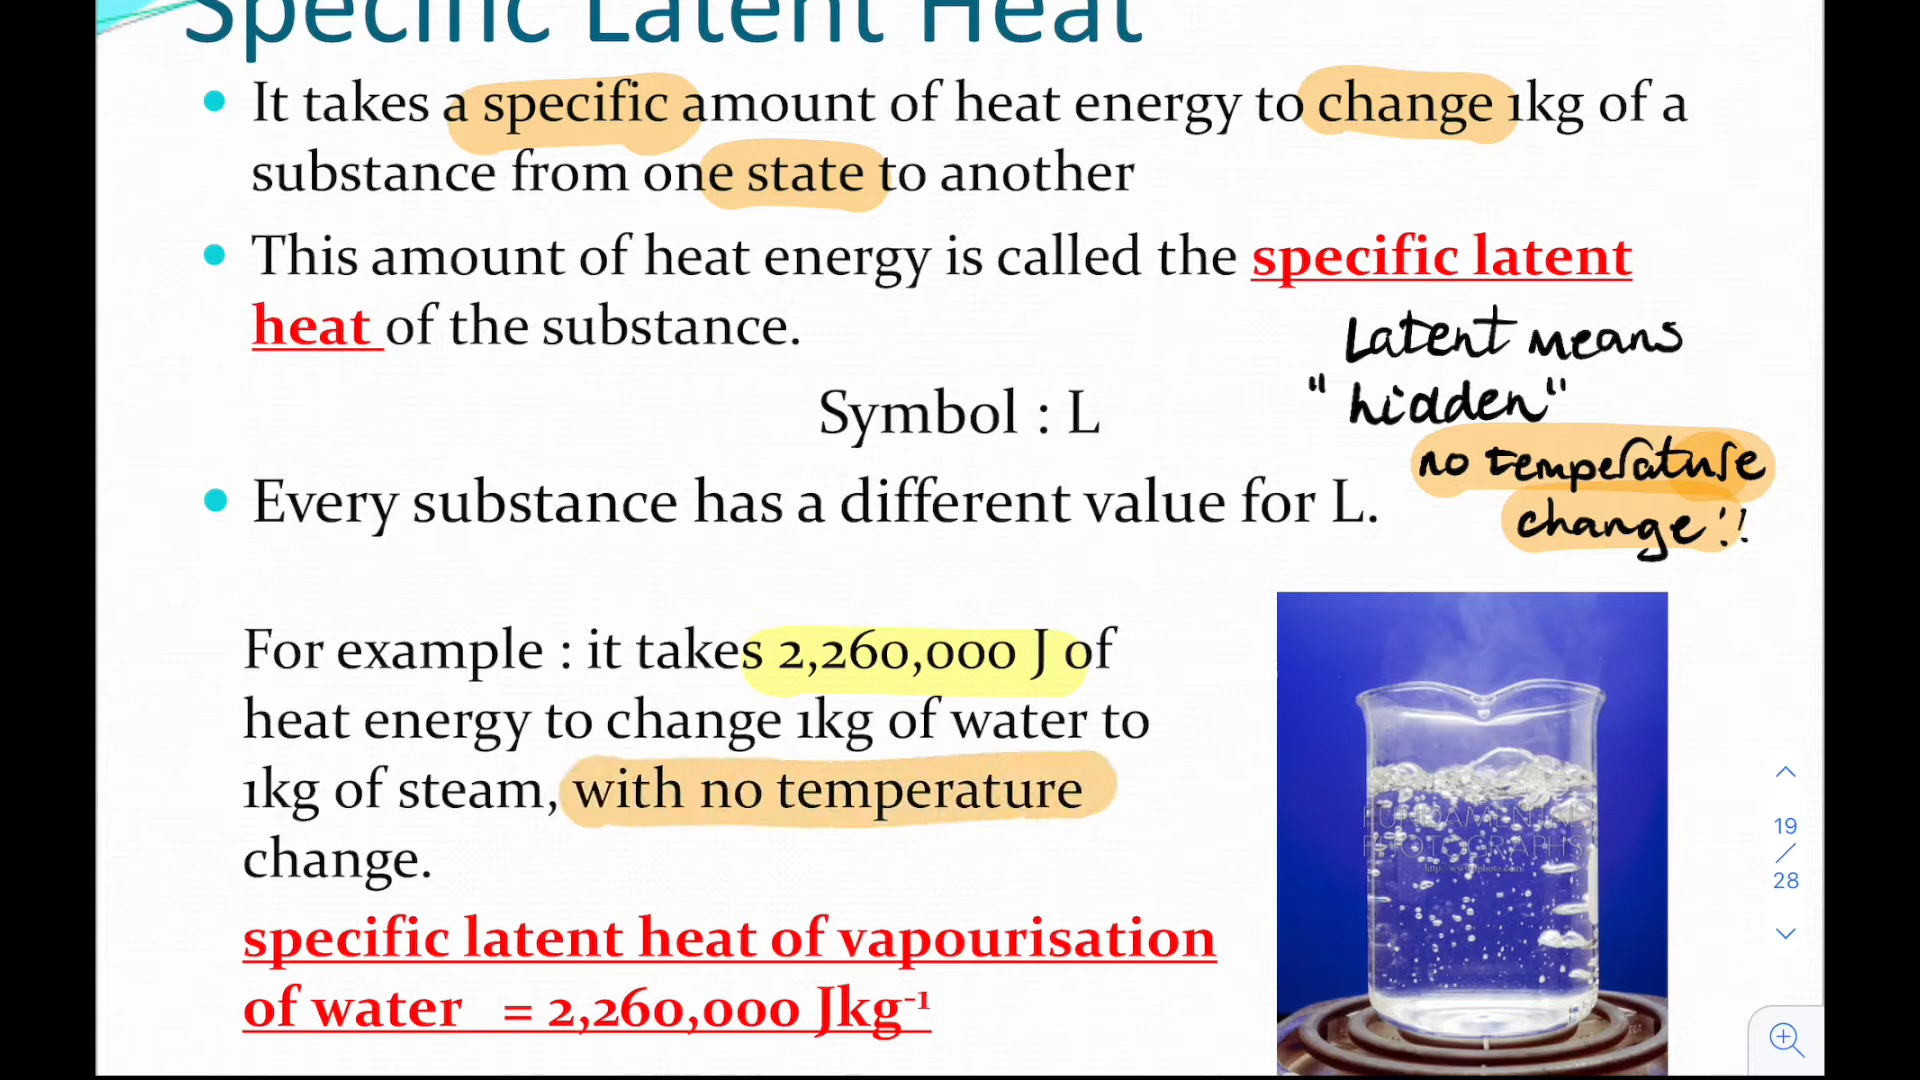 Specific Latent Heat
• It takes a specific amount of heat energy to change 1kg of a
substance from one state to another
• This amount of heat energy is called the specific latent
heat of the substance.
Latent means
"hidden"
Symbol : L
no temperature
change!!
• Every substance has a different value for L.
For example : it takes 2,260,000 J of
heat energy to change 1kg of water to
1kg of steam, with no temperature
change.
specific latent heat of vapourisation
of water = 2,260,000 Jkg⁻¹
FUNDAMENTAL
PHOTOGRAPHS
19
/
28